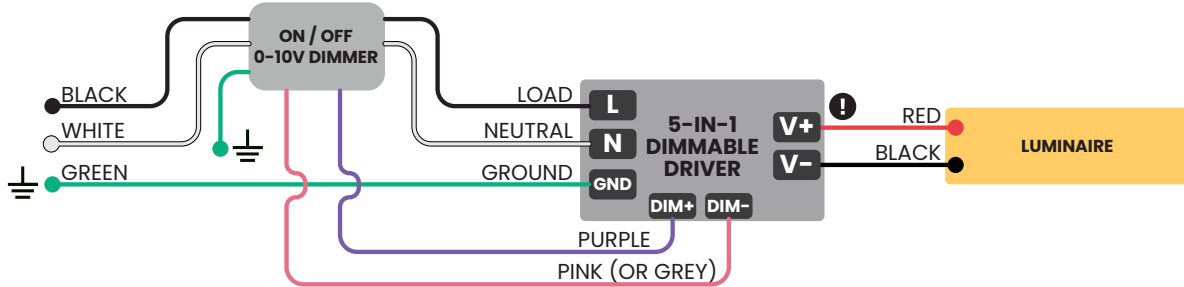 ON / OFF
0-10V DIMMER
BLACK
WHITE
GREEN
LOAD
NEUTRAL
GROUND
L
N
GND
5-IN-1
DIMMABLE
DRIVER
V+
V-
DIM+ DIM-
!
RED
BLACK
LUMINAIRE
PURPLE
PINK (OR GREY)